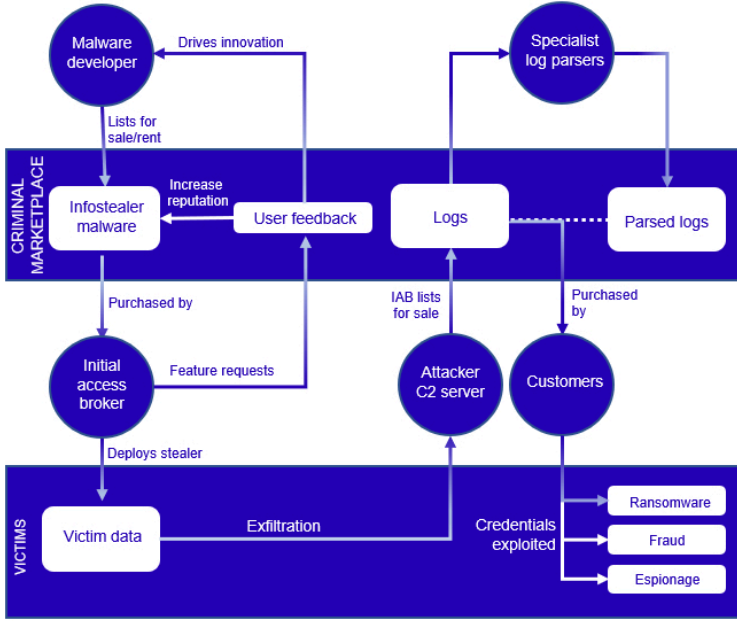 Malware
developer
Drives innovation
Specialist
log parsers
Lists for
sale/rent
CRIMINAL
MARKETPLACE
Infostealer
malware
Increase
reputation
User feedback
Logs
Parsed logs
Purchased by
IAB lists
for sale
Purchased
by
Initial
access
broker
Feature requests
Attacker
C2 server
Customers
Deploys stealer
VICTIMS
Victim data
Exfiltration
Credentials
exploited
Ransomware
Fraud
Espionage